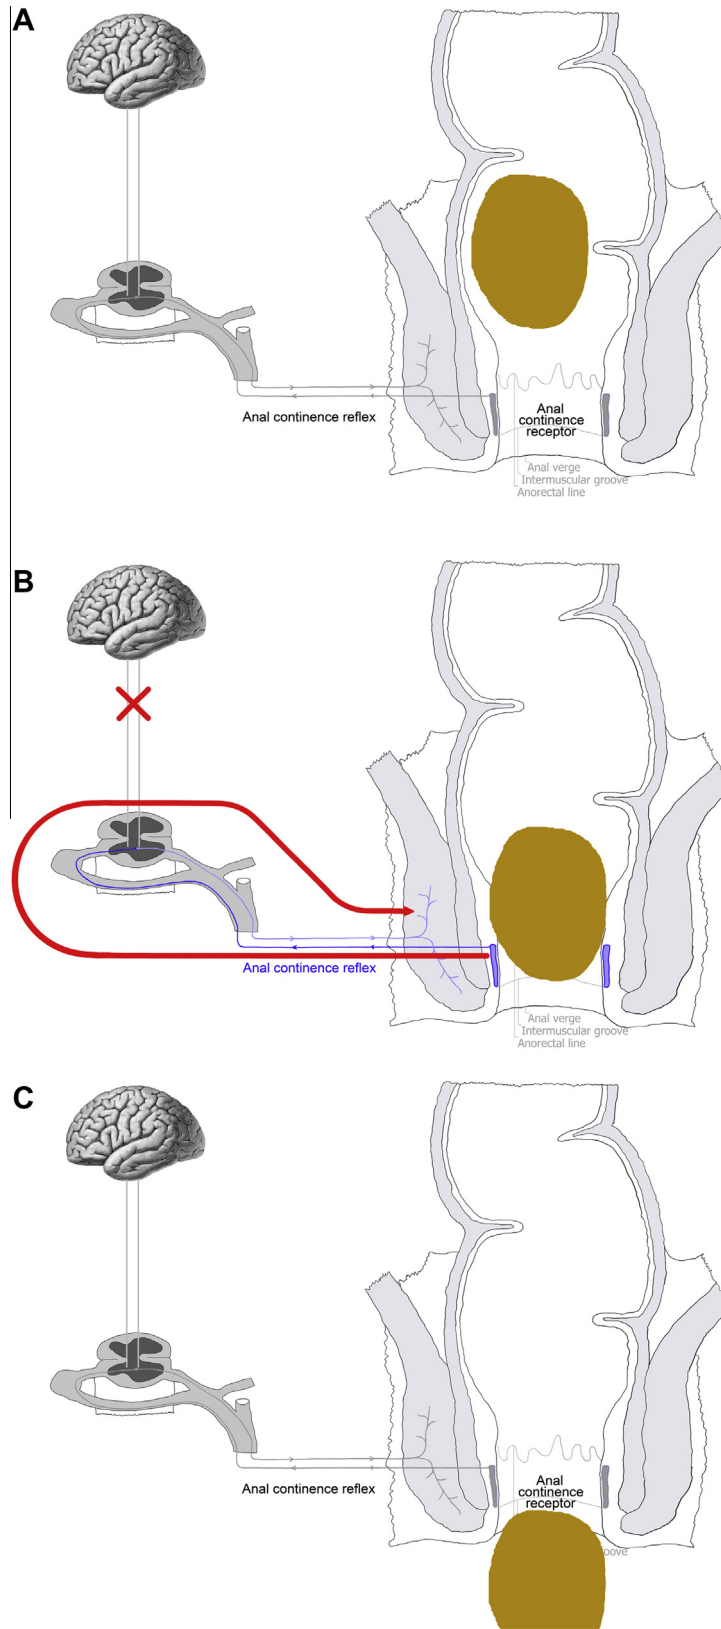 A
Anal continence reflex
Anal
continence
receptor
Anal verge
Intermuscular groove
Anorectal line
B
Anal continence reflex
Anal verge
Intermuscular groove
Anorectal line
C
Anal continence reflex
Anal
continence
receptor